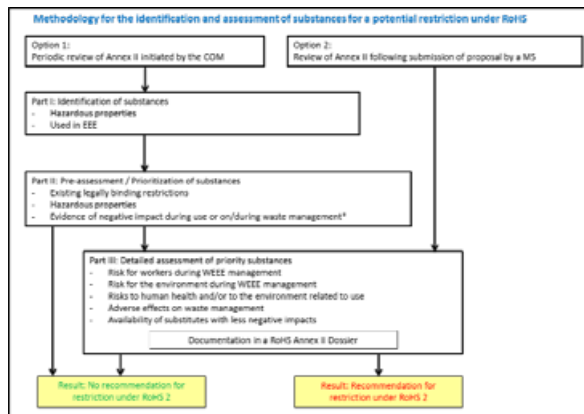 Methodology for the identification and assessment of substances for a potential restriction under RoHS
Option 1:
Periodic review of Annex II initiated by the COM
Option 2:
Review of Annex II following submission of proposal by a MS
Part I: Identification of substances
- Hazardous properties
- Used in EEE
Part II: Pre-assessment / Prioritization of substances
- Existing legally binding restrictions
- Hazardous properties
- Evidence of negative impact during use or on/during waste management*
Part III: Detailed assessment of priority substances
- Risk for workers during WEEE management
- Risk for the environment during WEEE management
- Risks to human health and/or to the environment related to use
- Adverse effects on waste management
- Availability of substitutes with less negative impacts
Documentation in a RoHS Annex II Dossier
Result: No recommendation for
restriction under RoHS 2
Result: Recommendation for
restriction under RoHS 2